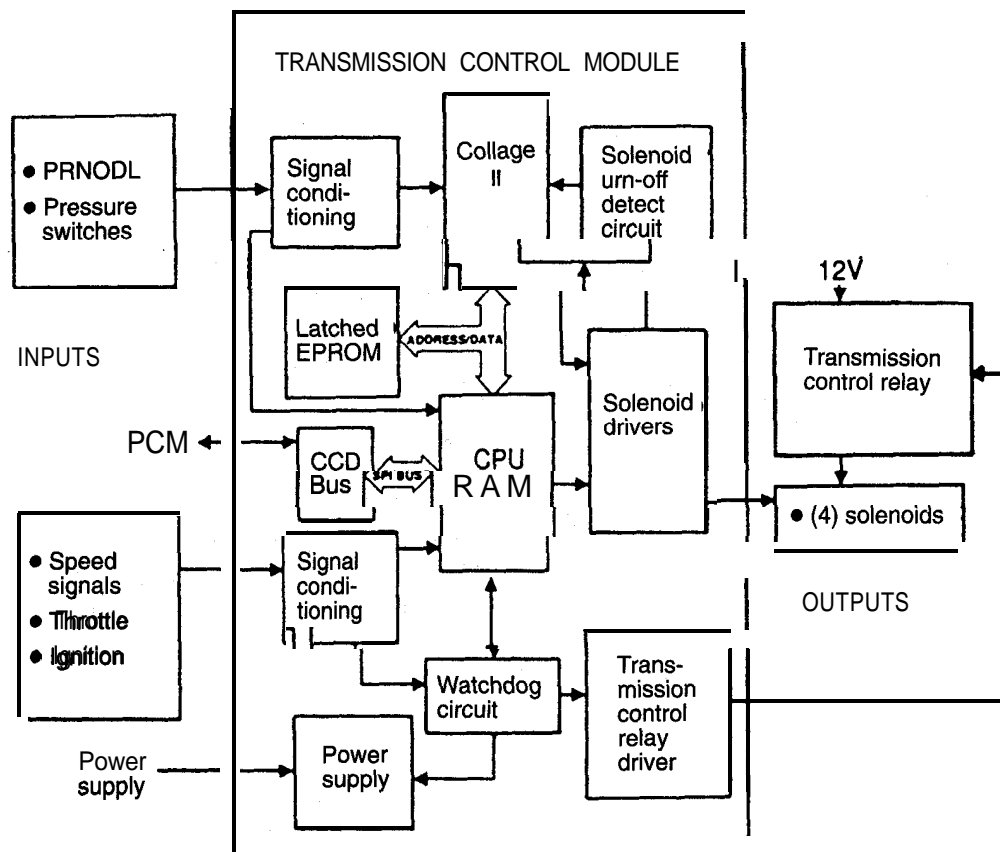 TRANSMISSION CONTROL MODULE
● PRNODL
● Pressure
switches
Signal
condi-
tioning
Collage
II
Solenoid
urn-off
detect
circuit
12V
Latched
EPROM
ADDRESS/DATA
INPUTS
Solenoid
drivers
Transmission
control relay
PCM
CCD
Bus
SPI BUS
CPU
RAM
● (4) solenoids
● Speed
signals
● Throttle
● Ignition
Signal
condi-
tioning
OUTPUTS
Watchdog
circuit
Trans-
mission
control
relay
driver
Power
supply
Power
supply